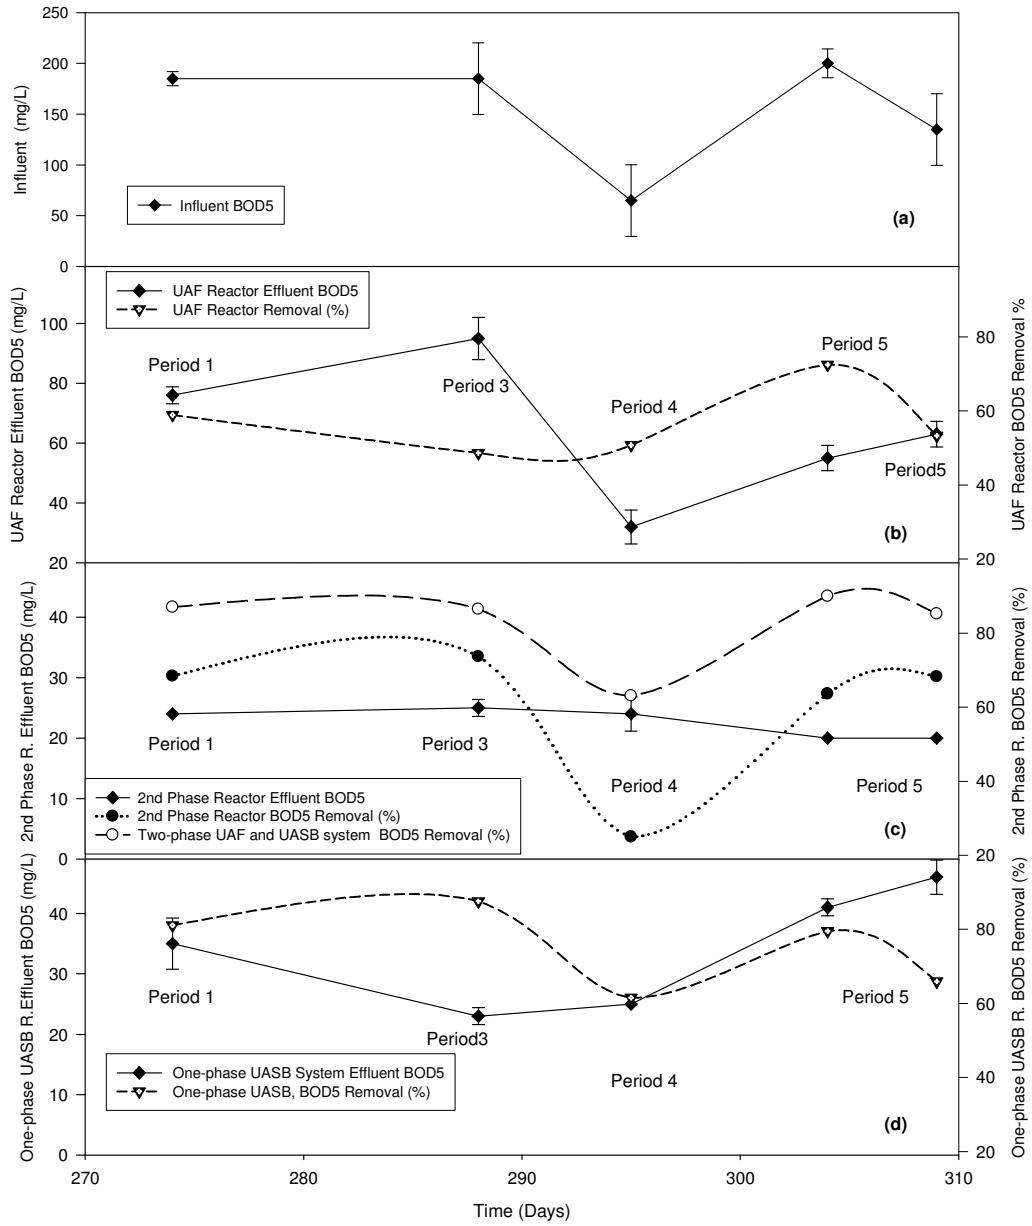 250
200
150
100
50
0
Influent (mg/L)
Influent BOD5
(a)
UAF Reactor Effluent BOD5
UAF Reactor Removal (%)
100
80
60
40
20
UAF Reactor Effluent BOD5 (mg/L)
Period 1
Period 3
Period 4
Period 5
Period5
(b)
80
60
40
20
UAF Reactor BOD5 Removal %
40
30
20
10
0
2nd Phase R. Effluent BOD5 (mg/L)
Period 1
Period 3
Period 4
Period 5
2nd Phase Reactor Effluent BOD5
2nd Phase Reactor BOD5 Removal (%)
Two-phase UAF and UASB system BOD5 Removal (%)
(c)
80
60
40
20
2nd Phase R. BOD5 Removal (%)
40
30
20
10
0
One-phase UASB R.Effluent BOD5 (mg/L)
Period 1
Period3
Period 4
Period 5
One-phase UASB System Effluent BOD5
One-phase UASB, BOD5 Removal (%)
(d)
80
60
40
20
One-phase UASB R. BOD5 Removal (%)
270 280 290 300 310
Time (Days)